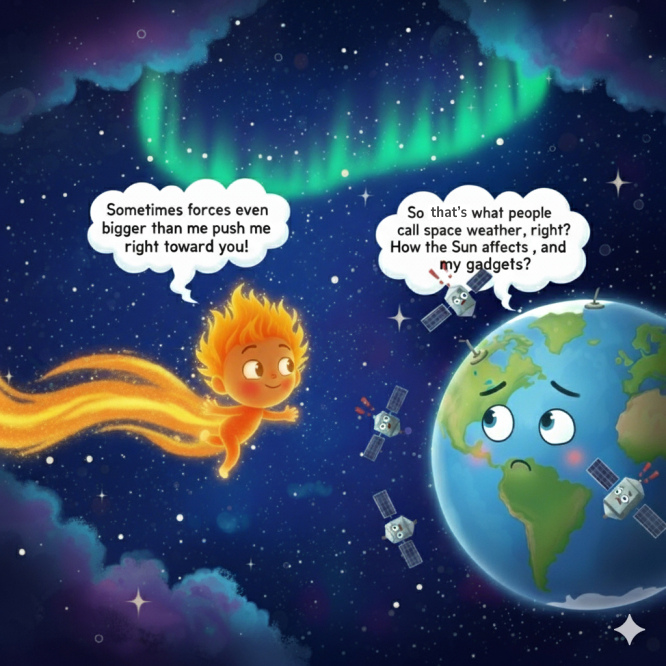 Sometimes forces even
bigger than me push me
right toward you!
So that's what people
call space weather, right?
How the Sun affects , and
my gadgets?